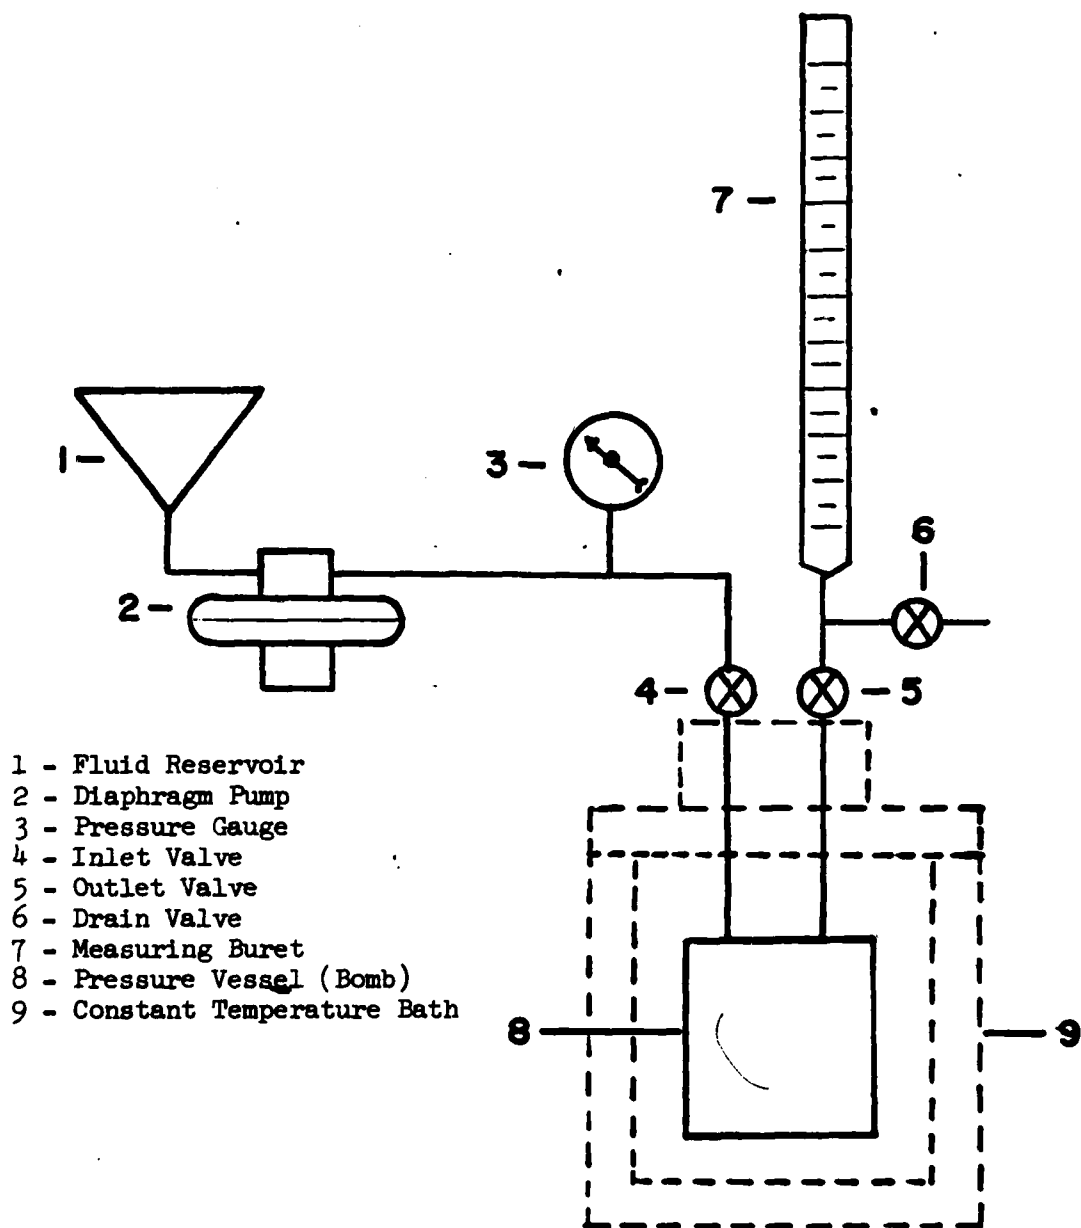 7 -
1 -
3 -
6
2 -
4 -
- 5
1 - Fluid Reservoir
2 - Diaphragm Pump
3 - Pressure Gauge
4 - Inlet Valve
5 - Outlet Valve
6 - Drain Valve
7 - Measuring Buret
8 - Pressure Vessel (Bomb)
9 - Constant Temperature Bath
8
9